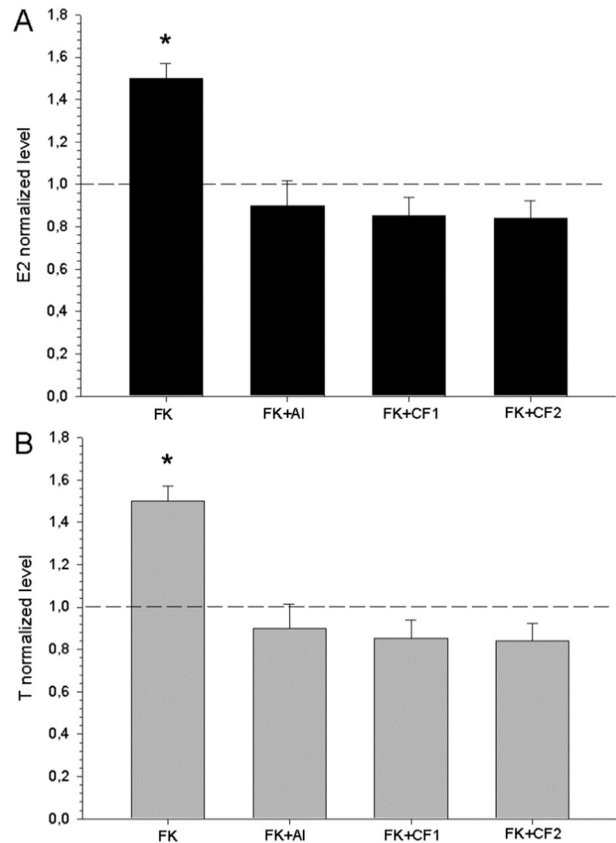 A
E2 normalized level
1,8
*
1,6
1,4
1,2
1,0
0,8
0,6
0,4
0,2
0,0
FK
FK+AI
FK+CF1
FK+CF2
B
T normalized level
1,8
*
1,6
1,4
1,2
1,0
0,8
0,6
0,4
0,2
0,0
FK
FK+AI
FK+CF1
FK+CF2